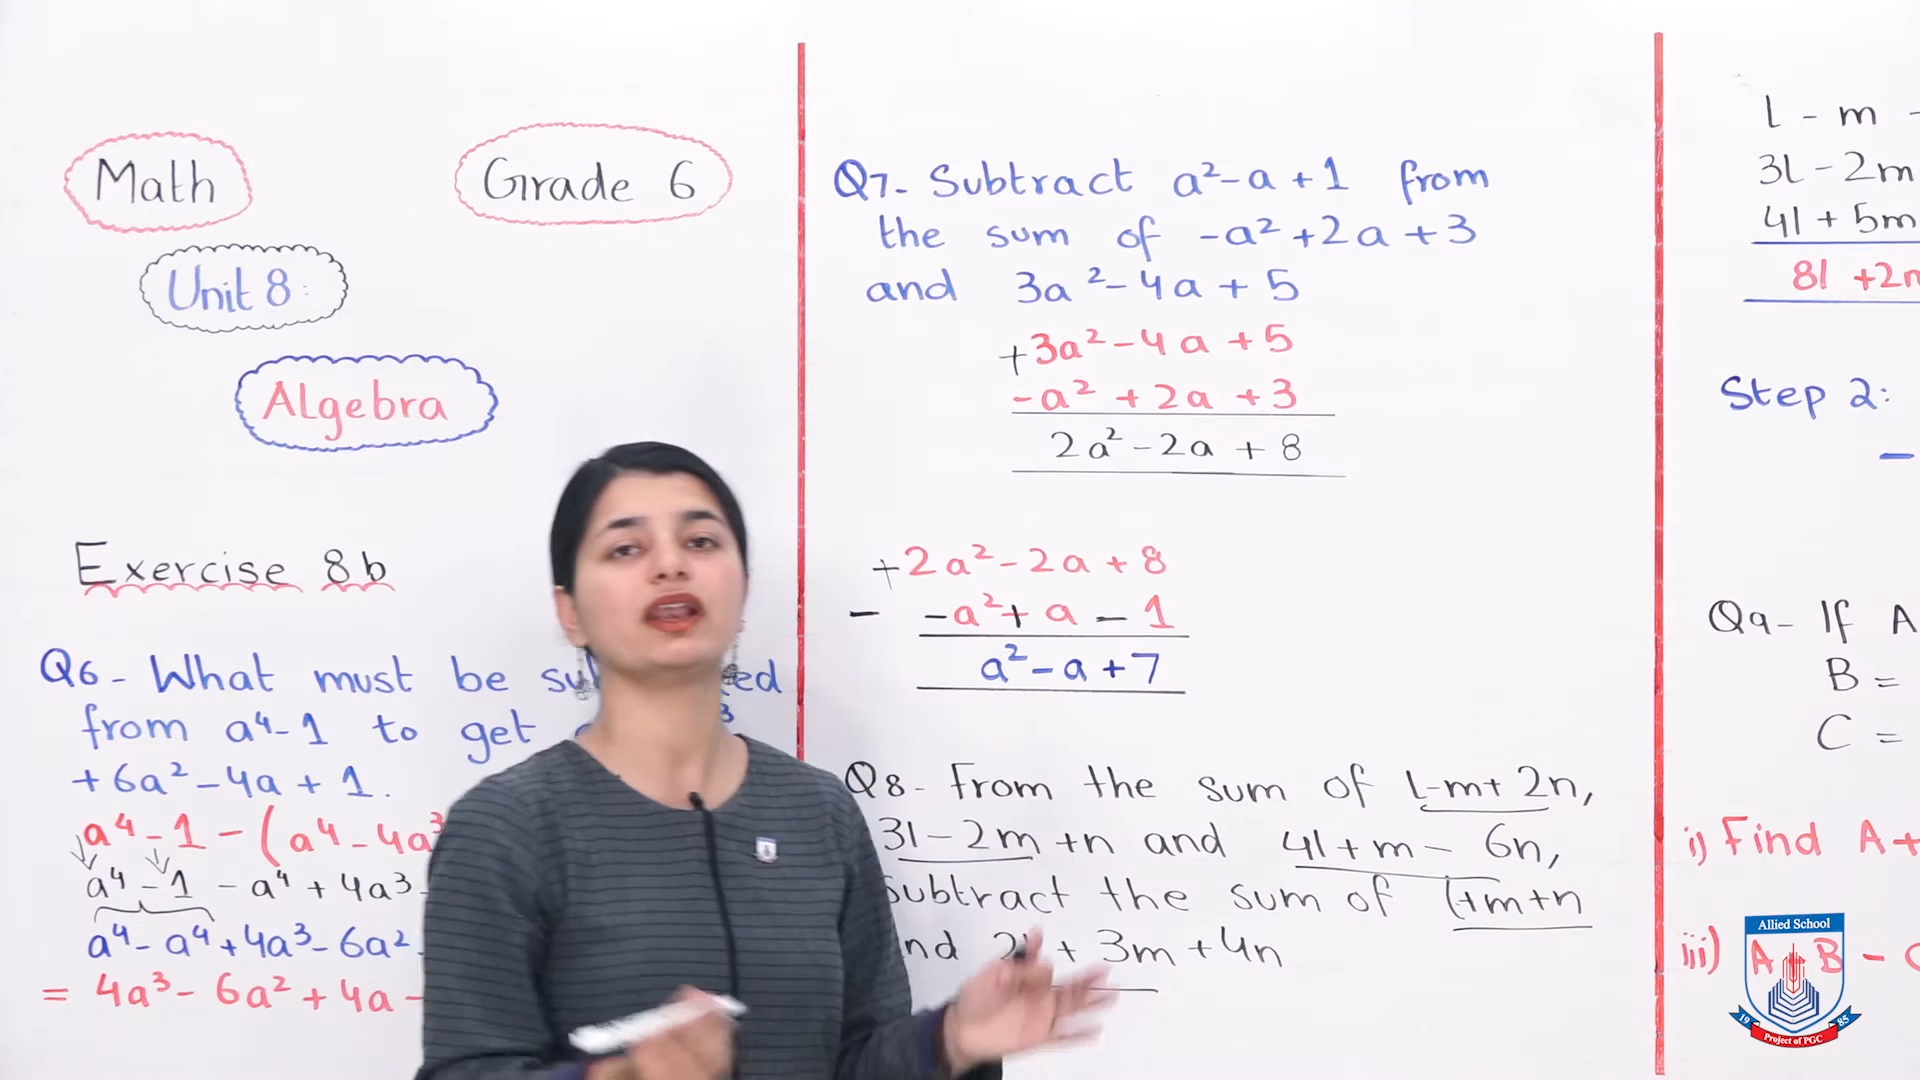 Math
Grade 6
Unit 8:
Algebra
Exercise 8b
Q6- What must be
from a⁴-1 to get
+6a²-4a+1.
a⁴-1-(a⁴-4a³
a⁴-1-a⁴+4a³
a⁴-a⁴+4a³-6a²
= 4a³-6a²+4a-
Q7- Subtract a²-a+1 from
the sum of -a²+2a+3
and 3a²-4a+5
+3a²-4a+5
-a²+2a+3
2a²-2a+8
+2a²-2a+8
- -a²+a-1
a²-a+7
Q8- From the sum of l-m+2n,
3l-2m+n and 4l+m-6n,
subtract the sum of l+m+n
+3m+4n
l-m-
3l-2m
4l+5m
8l+2m
Step 2:
-
Q9- If A
B=
C=
i) Find A+
iii) A-B-C
Allied School
1985
Project of PGC